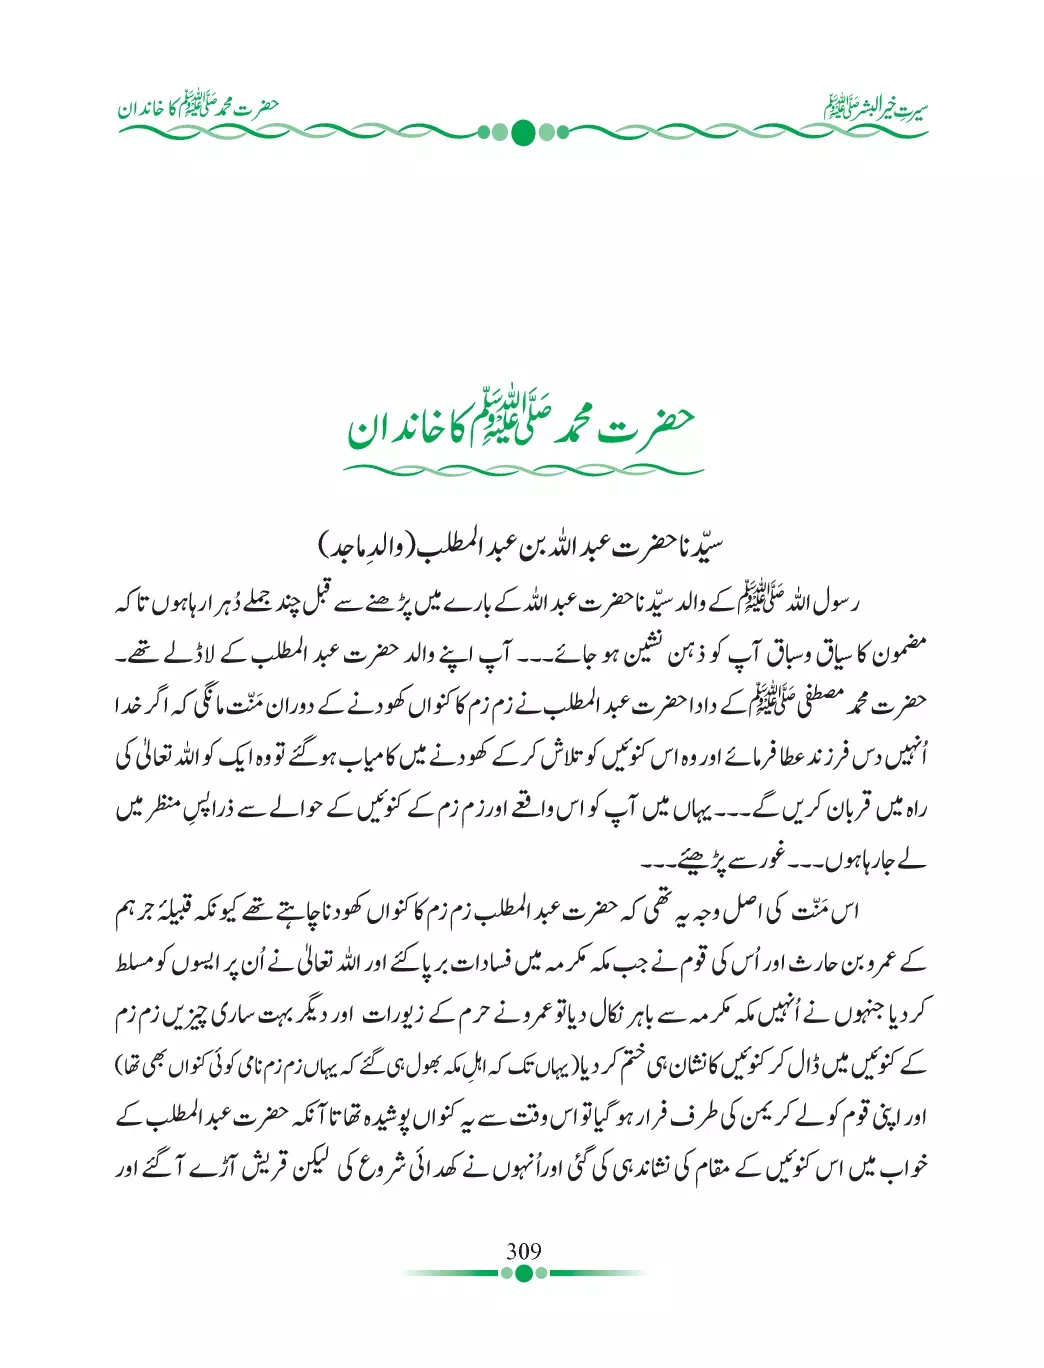 سیرتِ خیرالبشر ﷺ
حضرت محمد ﷺ کا خاندان
حضرت محمد ﷺ کا خاندان
سیّدنا حضرت عبد اللہ بن عبد المطلب (والدِ ماجد)
رسول اللہ ﷺ کے والد سیّدنا حضرت عبد اللہ کے بارے میں پڑھنے سے قبل چند جملے دُہرا رہا ہوں تاکہ
مضمون کا سیاق وسباق آپ کو ذہن نشین ہو جائے۔۔۔ آپ اپنے والد حضرت عبد المطلب کے لاڈلے تھے۔
حضرت محمد مصطفی ﷺ کے دادا حضرت عبد المطلب نے زم زم کا کنواں کھودنے کے دوران مَنّت مانگی کہ اگر خدا
اُنہیں دس فرزند عطا فرمائے اور وہ اس کنوئیں کو تلاش کرکے کھودنے میں کامیاب ہوگئے تو وہ ایک کو اللہ تعالیٰ کی
راہ میں قربان کریں گے۔۔۔ یہاں میں آپ کو اس واقعے اور زم زم کے کنوئیں کے حوالے سے ذرا پسِ منظر میں
لے جارہا ہوں۔۔۔ غور سے پڑھیئے۔۔۔
اس مَنّت کی اصل وجہ یہ تھی کہ حضرت عبد المطلب زم زم کا کنواں کھودنا چاہتے تھے کیونکہ قبیلۂ جرہم
کے عمرو بن حارث اور اُس کی قوم نے جب مکہ مکرمہ میں فسادات برپا کئے اور اللہ تعالیٰ نے اُن پر ایسوں کو مسلط
کر دیا جنہوں نے اُنہیں مکہ مکرمہ سے باہر نکال دیا تو عمرو نے حرم کے زیورات اور دیگر بہت ساری چیزیں زم زم
کے کنوئیں میں ڈال کر کنوئیں کا نشان ہی ختم کر دیا (یہاں تک کہ اہلِ مکہ بھول ہی گئے کہ یہاں زم زم نامی کوئی کنواں بھی تھا)
اور اپنی قوم کو لے کر یمن کی طرف فرار ہو گیا تو اس وقت سے یہ کنواں پوشیدہ تھا تا آنکہ حضرت عبد المطلب کے
خواب میں اس کنوئیں کے مقام کی نشاندہی کی گئی اور اُنہوں نے کھدائی شروع کی لیکن قریش آڑے آگئے اور
309